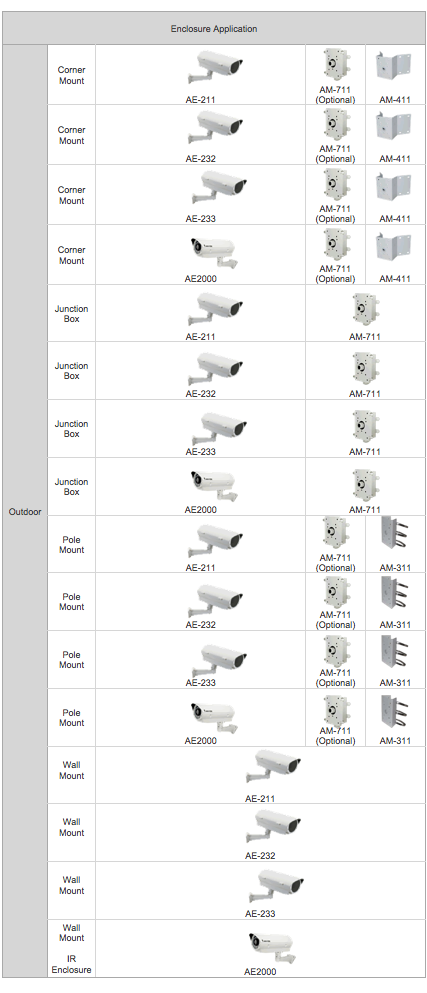 Enclosure Application
Outdoor
Corner
Mount
AE-211
AM-711
(Optional)
AM-411
Corner
Mount
AE-232
AM-711
(Optional)
AM-411
Corner
Mount
AE-233
AM-711
(Optional)
AM-411
Corner
Mount
AE2000
AM-711
(Optional)
AM-411
Junction
Box
AE-211
AM-711
Junction
Box
AE-232
AM-711
Junction
Box
AE-233
AM-711
Junction
Box
AE2000
AM-711
Pole
Mount
AE-211
AM-711
(Optional)
AM-311
Pole
Mount
AE-232
AM-711
(Optional)
AM-311
Pole
Mount
AE-233
AM-711
(Optional)
AM-311
Pole
Mount
AE2000
AM-711
(Optional)
AM-311
Wall
Mount
AE-211
Wall
Mount
AE-232
Wall
Mount
AE-233
Wall
Mount
IR
Enclosure
AE2000